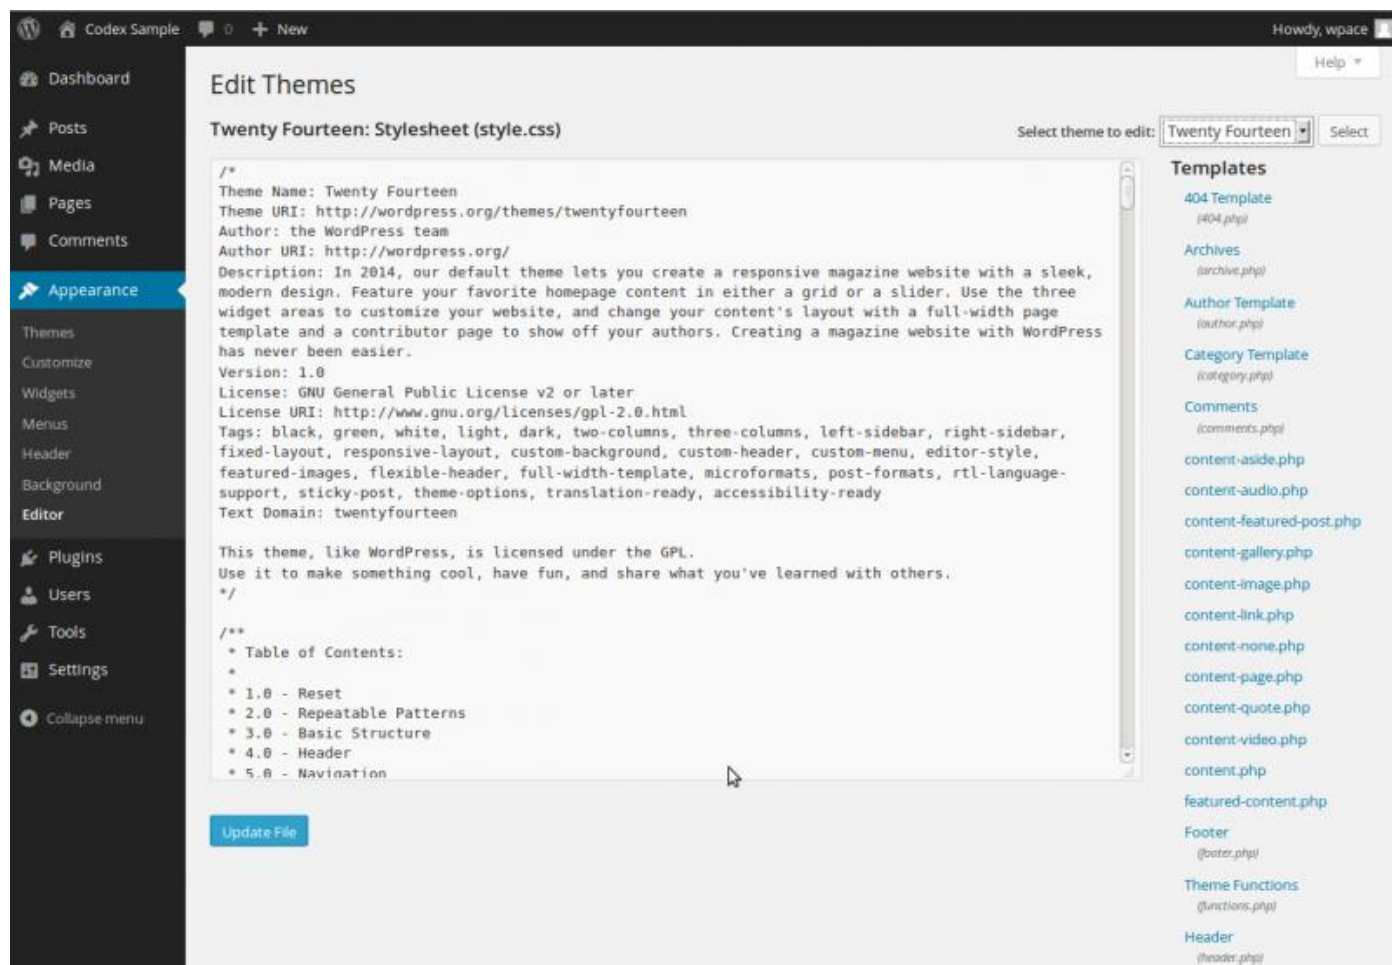 Codex Sample 0 + New Howdy, wpace
Help
Dashboard
Posts
Media
Pages
Comments
Appearance
Themes
Customize
Widgets
Menus
Header
Background
Editor
Plugins
Users
Tools
Settings
Collapse menu
Edit Themes
Twenty Fourteen: Stylesheet (style.css)
Select theme to edit: Twenty Fourteen Select
/*
Theme Name: Twenty Fourteen
Theme URI: http://wordpress.org/themes/twentyfourteen
Author: the WordPress team
Author URI: http://wordpress.org/
Description: In 2014, our default theme lets you create a responsive magazine website with a sleek,
modern design. Feature your favorite homepage content in either a grid or a slider. Use the three
widget areas to customize your website, and change your content's layout with a full-width page
template and a contributor page to show off your authors. Creating a magazine website with WordPress
has never been easier.
Version: 1.0
License: GNU General Public License v2 or later
License URI: http://www.gnu.org/licenses/gpl-2.0.html
Tags: black, green, white, light, dark, two-columns, three-columns, left-sidebar, right-sidebar,
fixed-layout, responsive-layout, custom-background, custom-header, custom-menu, editor-style,
featured-images, flexible-header, full-width-template, microformats, post-formats, rtl-language-
support, sticky-post, theme-options, translation-ready, accessibility-ready
Text Domain: twentyfourteen

This theme, like WordPress, is licensed under the GPL.
Use it to make something cool, have fun, and share what you've learned with others.
*/

/**
* Table of Contents:
*
* 1.0 - Reset
* 2.0 - Repeatable Patterns
* 3.0 - Basic Structure
* 4.0 - Header
* 5.0 - Navigation
Update File
Templates
404 Template
(404.php)
Archives
(archive.php)
Author Template
(author.php)
Category Template
(category.php)
Comments
(comments.php)
content-aside.php
content-audio.php
content-featured-post.php
content-gallery.php
content-image.php
content-link.php
content-none.php
content-page.php
content-quote.php
content-video.php
content.php
featured-content.php
Footer
(footer.php)
Theme Functions
(functions.php)
Header
(header.php)